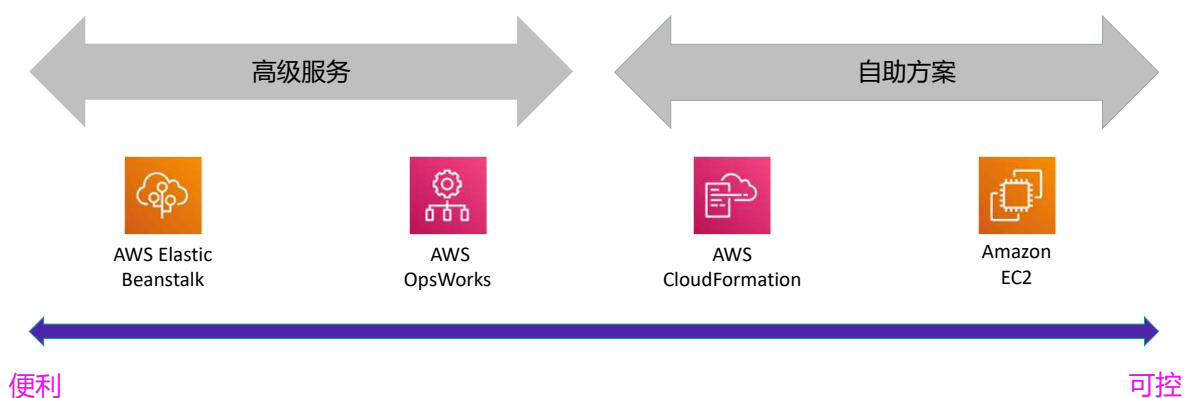 高级服务
自助方案
AWS Elastic
Beanstalk
AWS
OpsWorks
AWS
CloudFormation
Amazon
EC2
便利
可控